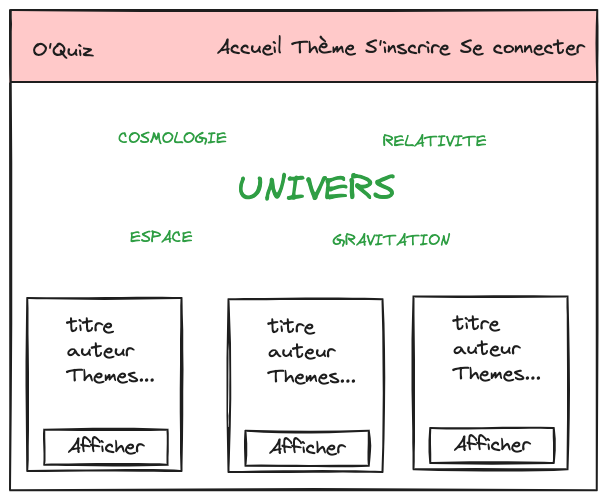 O'Quiz Accueil Thème S'inscrire Se connecter
COSMOLOGIE RELATIVITE
UNIVERS
ESPACE GRAVITATION
titre
auteur
Themes...
Afficher
titre
auteur
Themes...
Afficher
titre
auteur
Themes...
Afficher